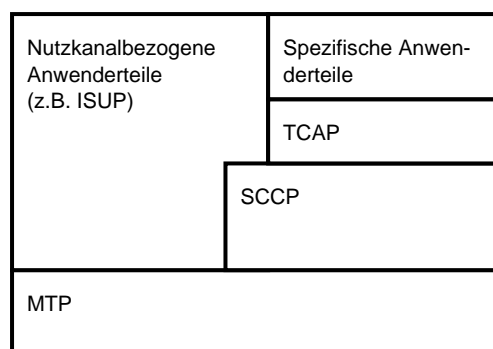 Nutzkanalbezogene
Anwenderteile
(z.B. ISUP)
Spezifische Anwen-
derteile
TCAP
SCCP
MTP